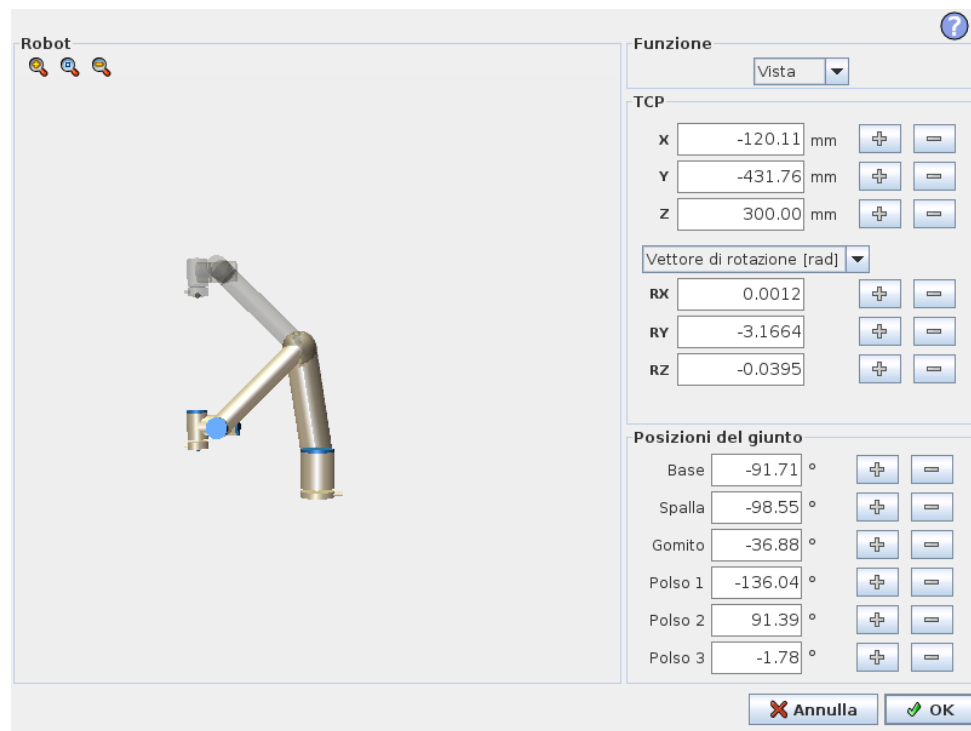 ?
Robot
Funzione
Vista
TCP
X -120.11 mm
Y -431.76 mm
Z 300.00 mm
Vettore di rotazione [rad]
RX 0.0012
RY -3.1664
RZ -0.0395
Posizioni del giunto
Base -91.71 °
Spalla -98.55 °
Gomito -36.88 °
Polso 1 -136.04 °
Polso 2 91.39 °
Polso 3 -1.78 °
Annulla OK